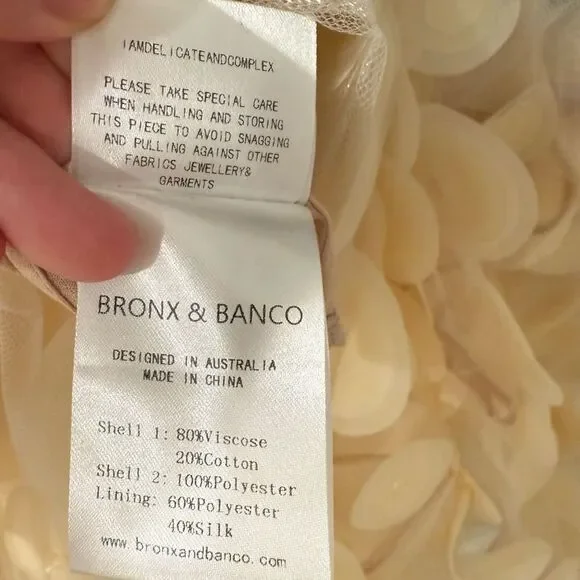 IAMDELICATEANDCOMPLEX
PLEASE TAKE SPECIAL CARE
WHEN HANDLING AND STORING
THIS PIECE TO AVOID SNAGGING
AND PULLING AGAINST OTHER
FABRICS JEWELLERY&
GARMENTS
BRONX & BANCO
DESIGNED IN AUSTRALIA
MADE IN CHINA
Shell 1: 80%Viscose
20%Cotton
Shell 2: 100%Polyester
Lining: 60%Polyester
40%Silk
www.bronxandbanco.com